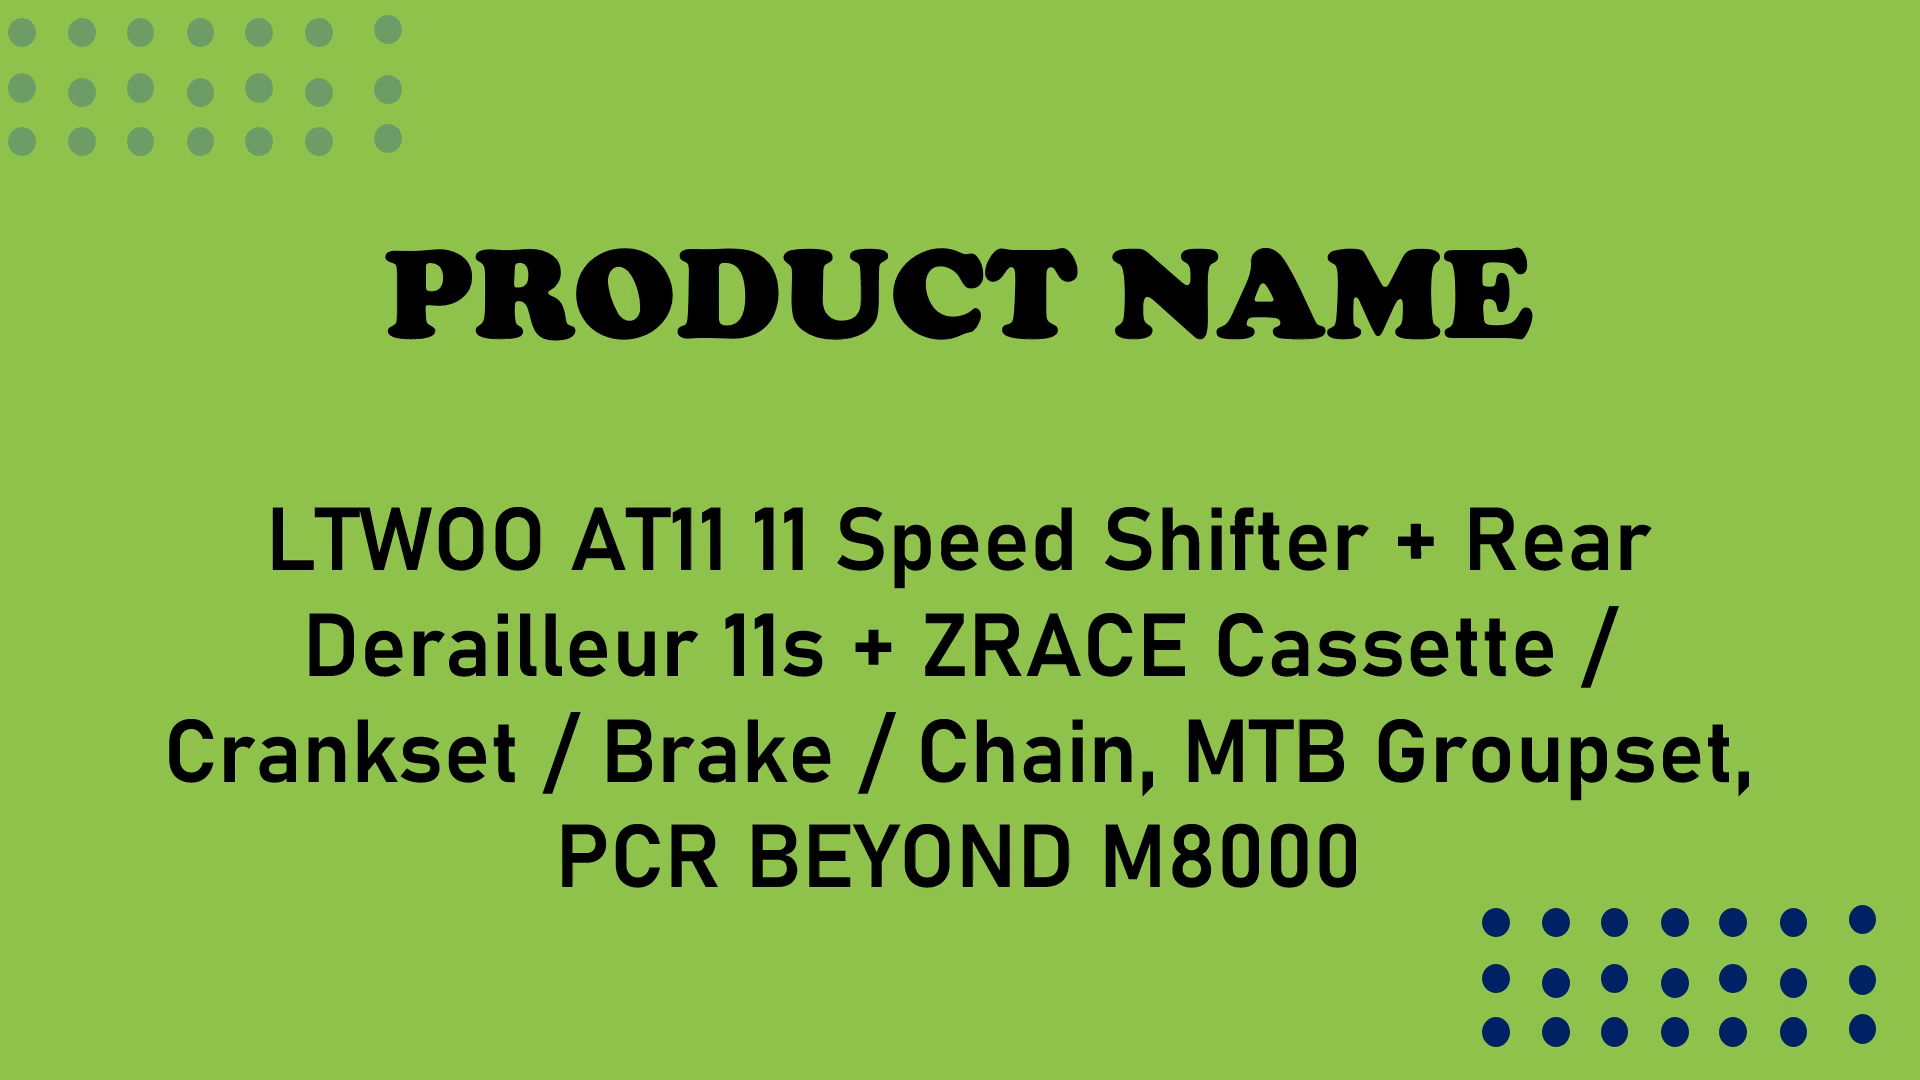 PRODUCT NAME
LTWOO AT11 11 Speed Shifter + Rear
Derailleur 11s + ZRACE Cassette /
Crankset / Brake / Chain, MTB Groupset,
PCR BEYOND M8000